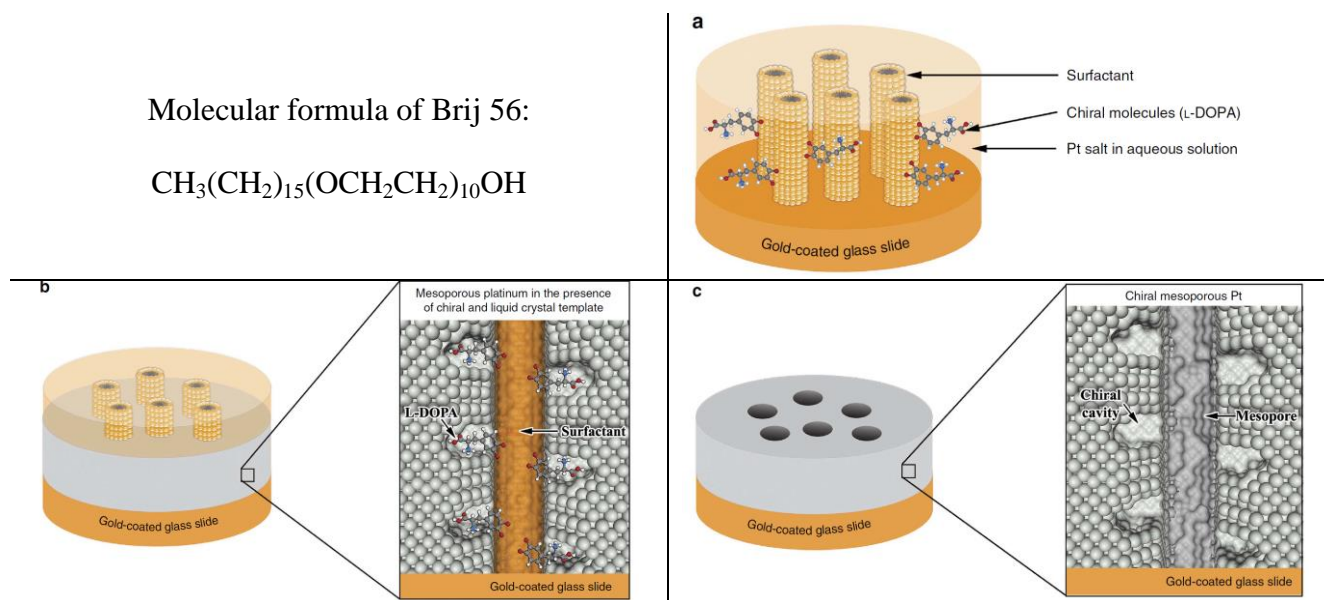 Molecular formula of Brij 56:
CH₃(CH₂)₁₅(OCH₂CH₂)₁₀OH
a
Surfactant
Chiral molecules (L-DOPA)
Pt salt in aqueous solution
Gold-coated glass slide
b
Mesoporous platinum in the presence
of chiral and liquid crystal template
L-DOPA
Surfactant
Gold-coated glass slide
Gold-coated glass slide
c
Chiral mesoporous Pt
Chiral
cavity
Mesopore
Gold-coated glass slide
Gold-coated glass slide